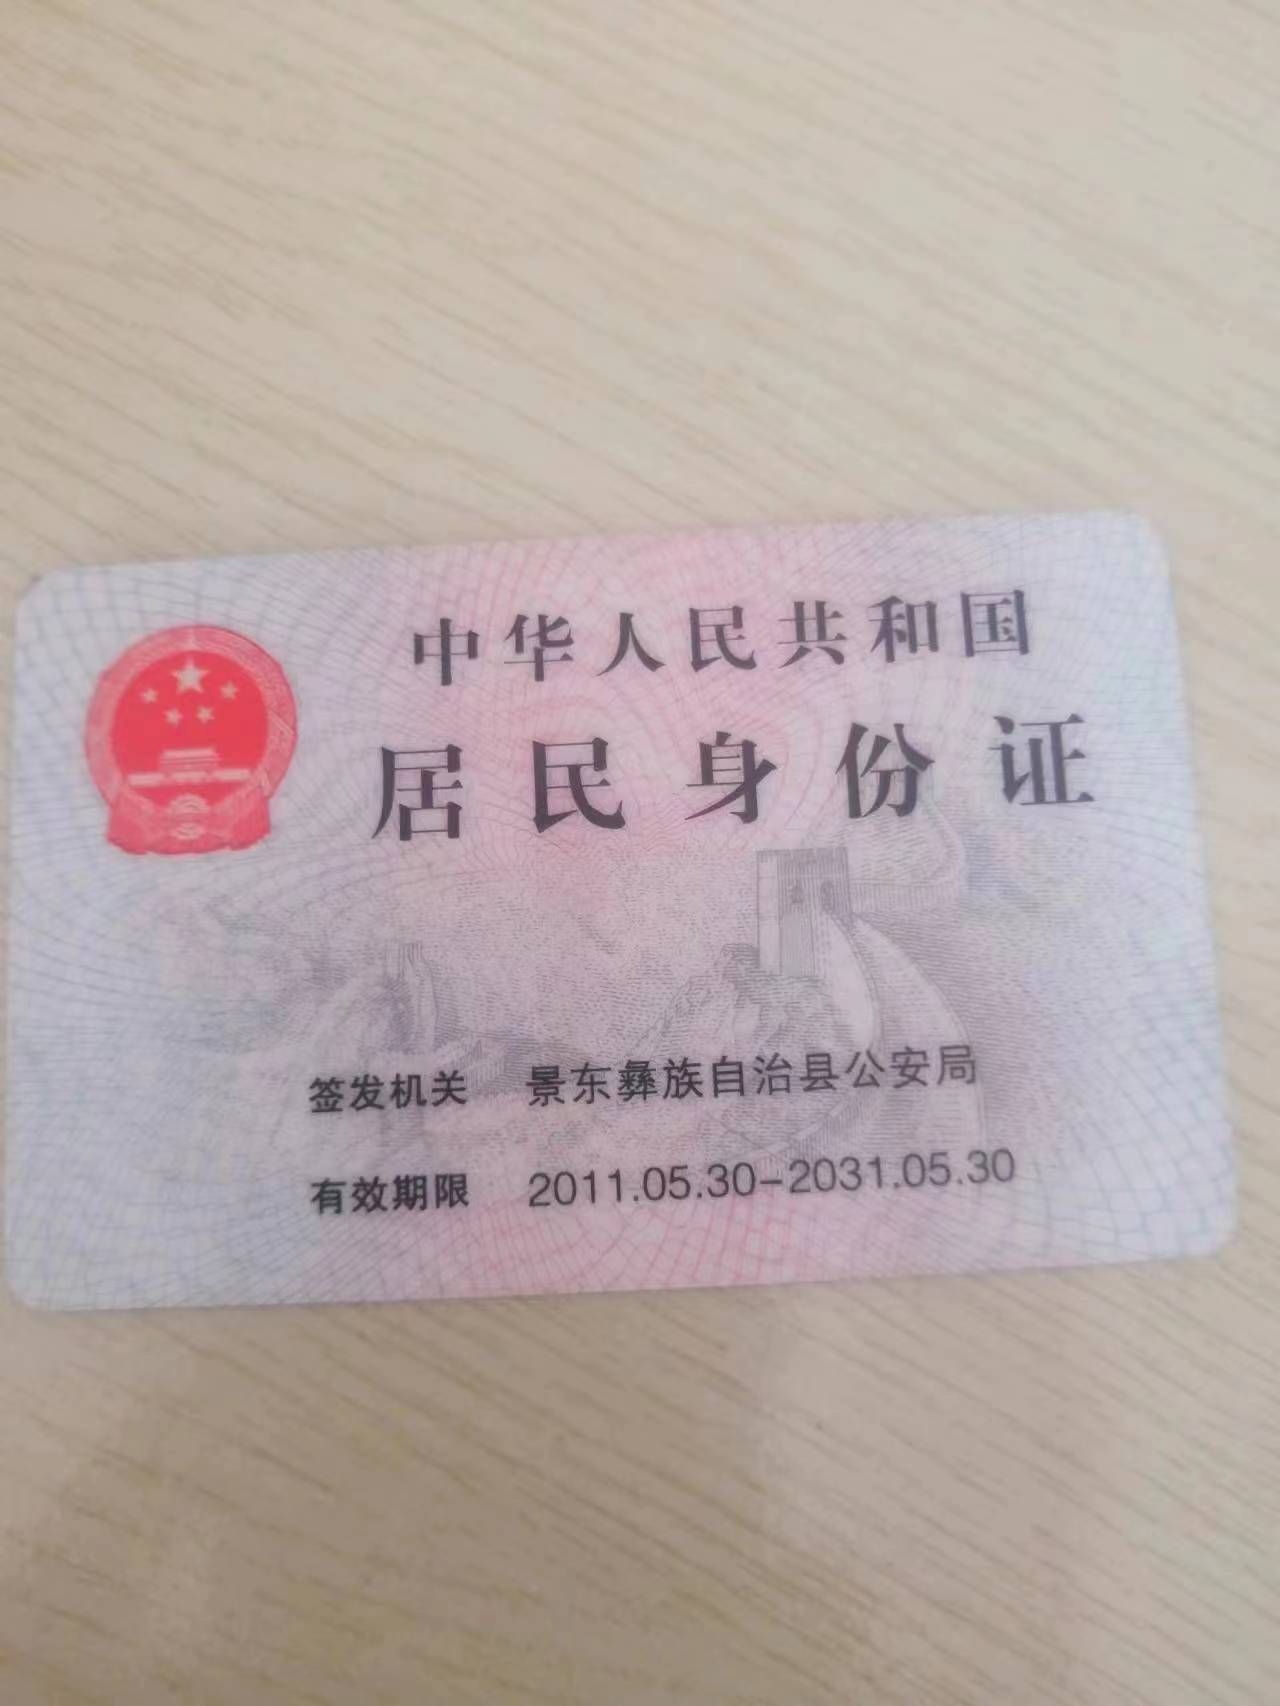 中华人民共和国
居民身份证
签发机关 景东彝族自治县公安局
有效期限 2011.05.30-2031.05.30